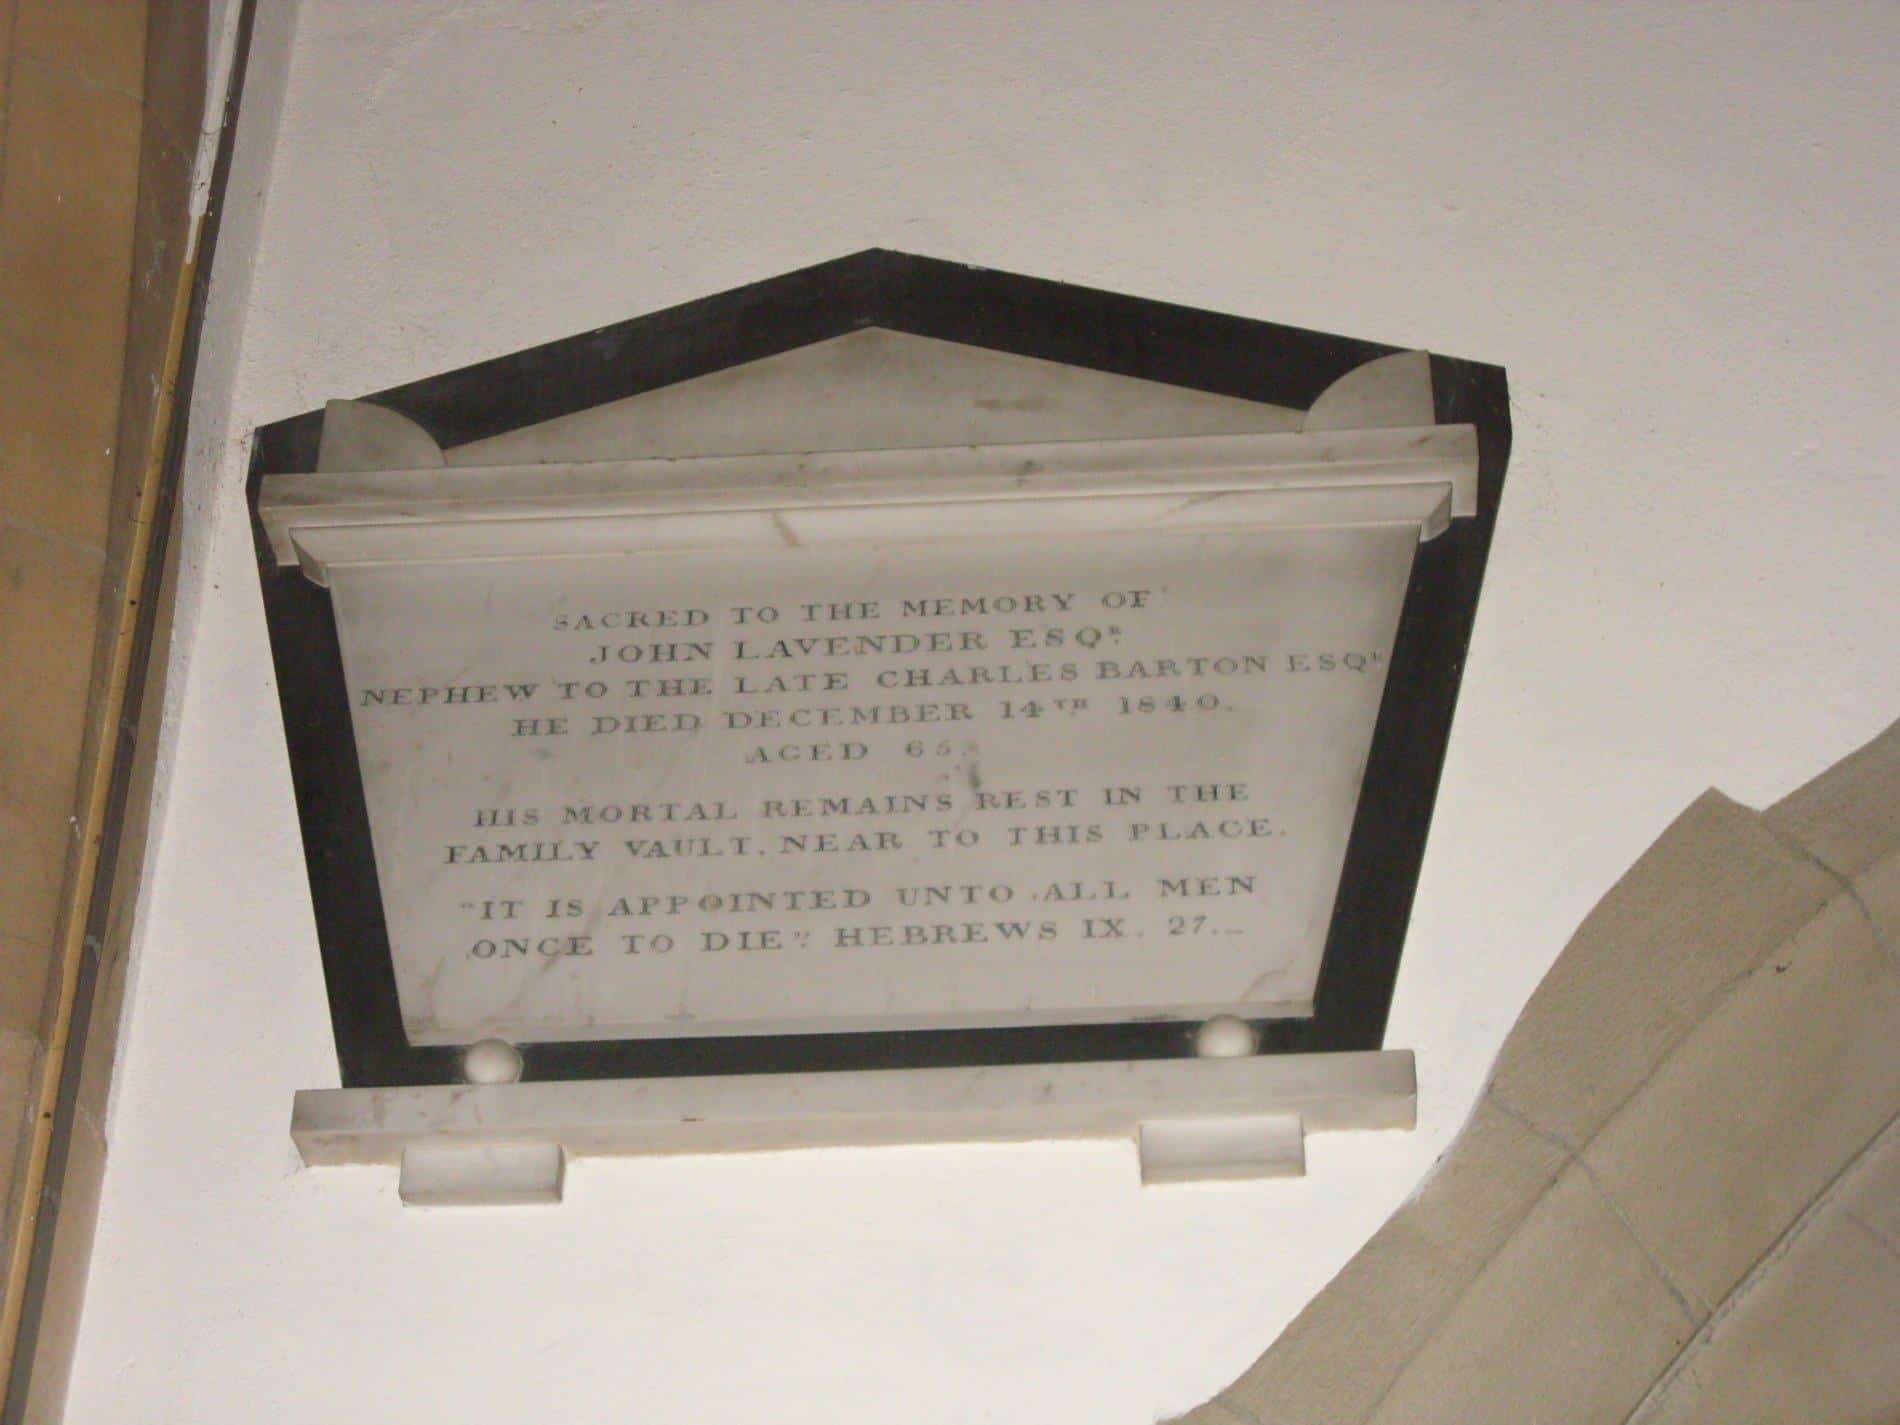 SACRED TO THE MEMORY OF
JOHN LAVENDER ESQR.
NEPHEW TO THE LATE CHARLES BARTON ESQR
HE DIED DECEMBER 14TH. 1840.
AGED 65.
HIS MORTAL REMAINS REST IN THE
FAMILY VAULT, NEAR TO THIS PLACE.
"IT IS APPOINTED UNTO ALL MEN
ONCE TO DIE". HEBREWS IX. 27.